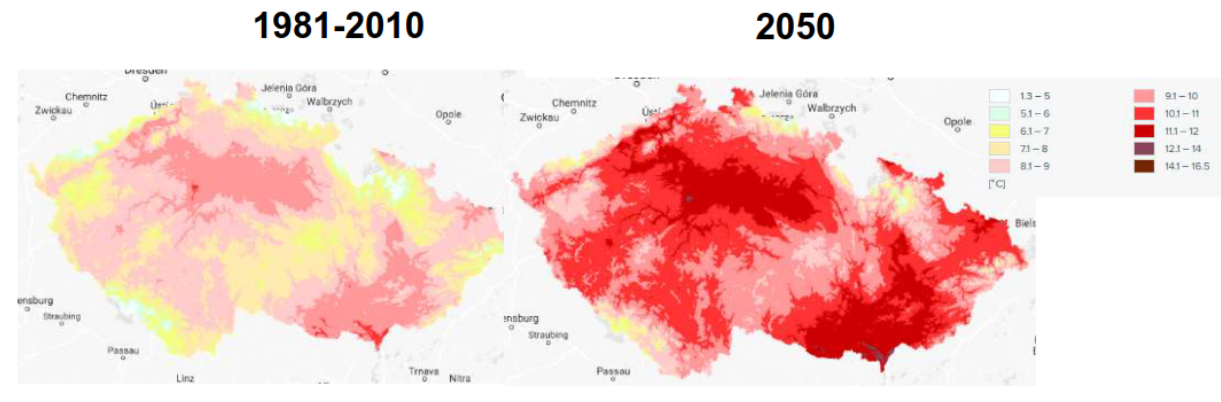 1981-2010
2050
Dresden
Jelenia Góra
Chemnitz
Walbrzych
Zwickau
Ústí
Opole
ensburg
Straubing
Passau
Linz
Trnava
Nitra
Jelenia Góra
Chemnitz
Walbrzych
Zwickau
Ústí
Opole
Biels
ensburg
Straubing
Passau
1.3 – 5
5.1 – 6
6.1 – 7
7.1 – 8
8.1 – 9
[°C]
9.1 – 10
10.1 – 11
11.1 – 12
12.1 – 14
14.1 – 16.5